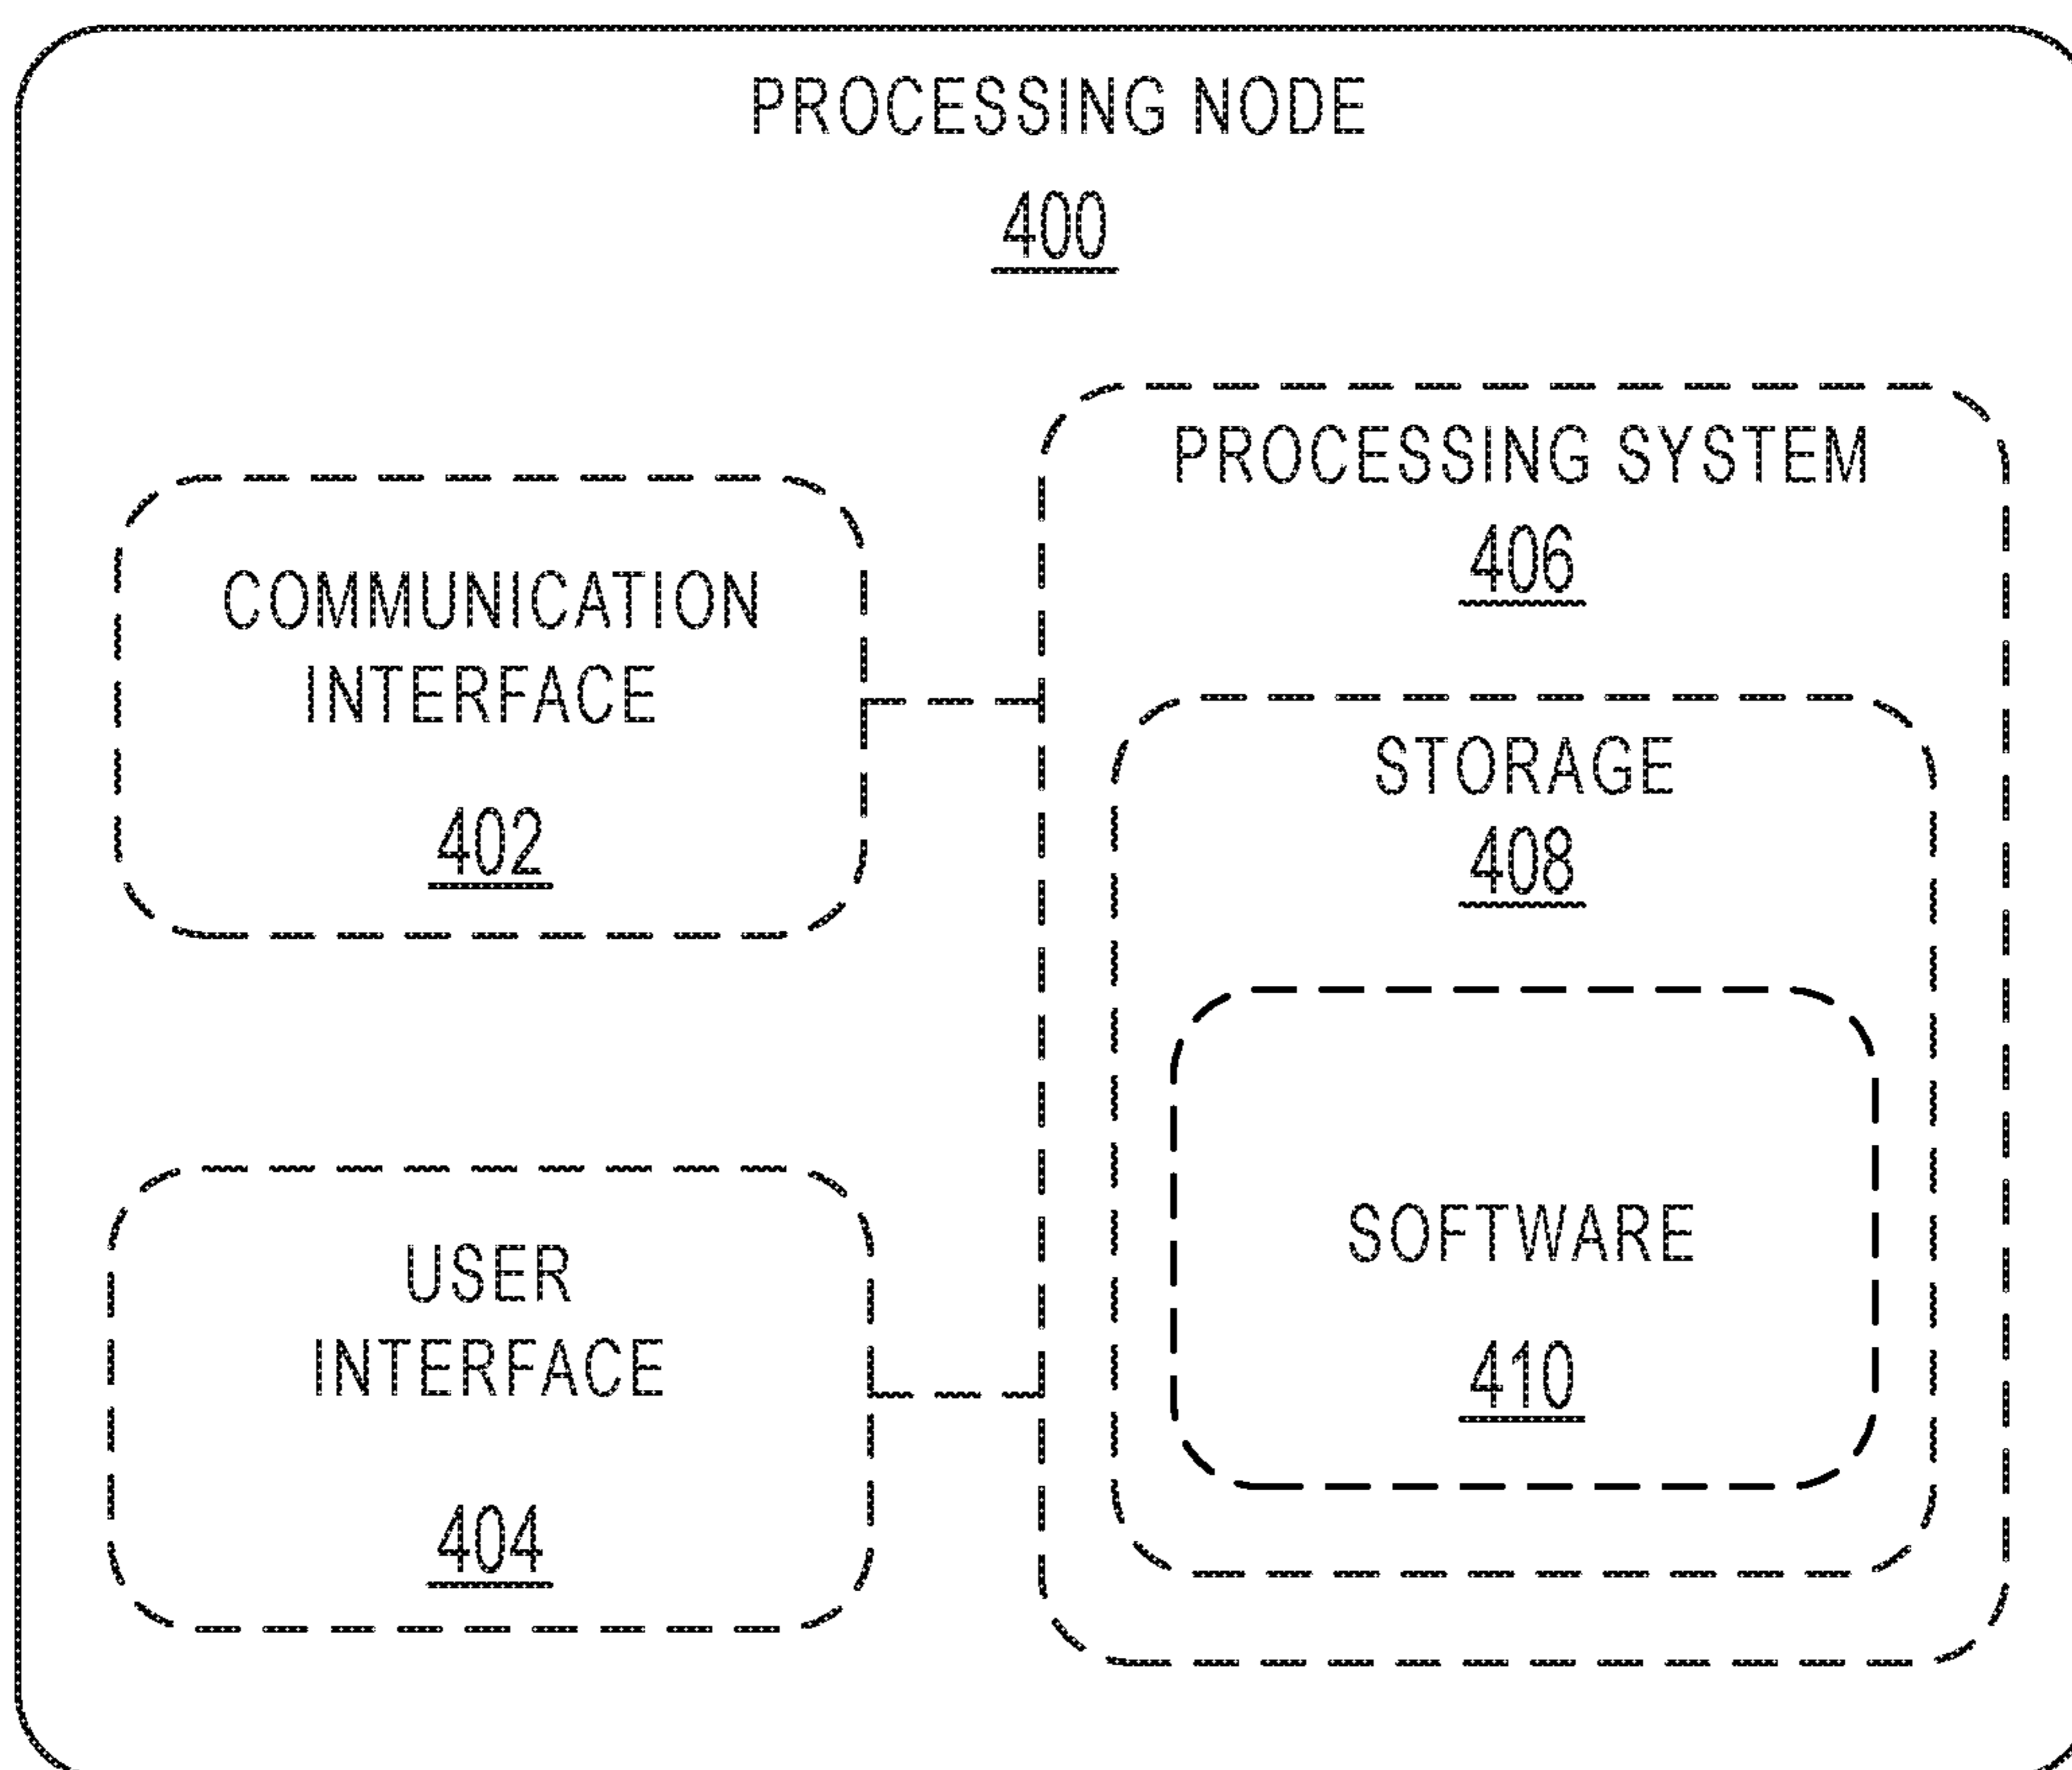 PROCESSING NODE
400
PROCESSING SYSTEM
406
COMMUNICATION
INTERFACE
402
STORAGE
408
SOFTWARE
410
USER
INTERFACE
404